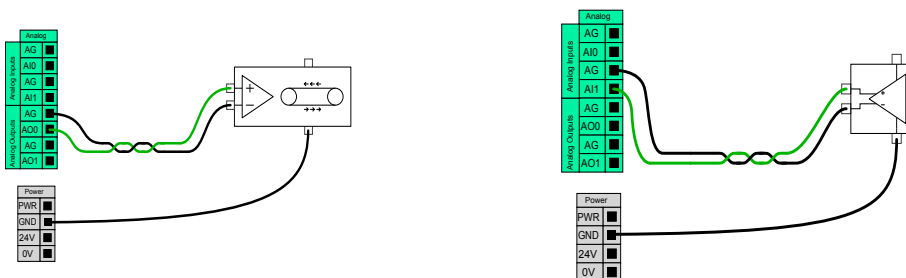 Analog
Analog Inputs
AG
AI0
AG
AI1
Analog Outputs
AG
AO0
AG
AO1
+
−
Power
PWR
GND
24V
0V
Analog
Analog Inputs
AG
AI0
AG
AI1
Analog Outputs
AG
AO0
AG
AO1
+
−
Power
PWR
GND
24V
0V